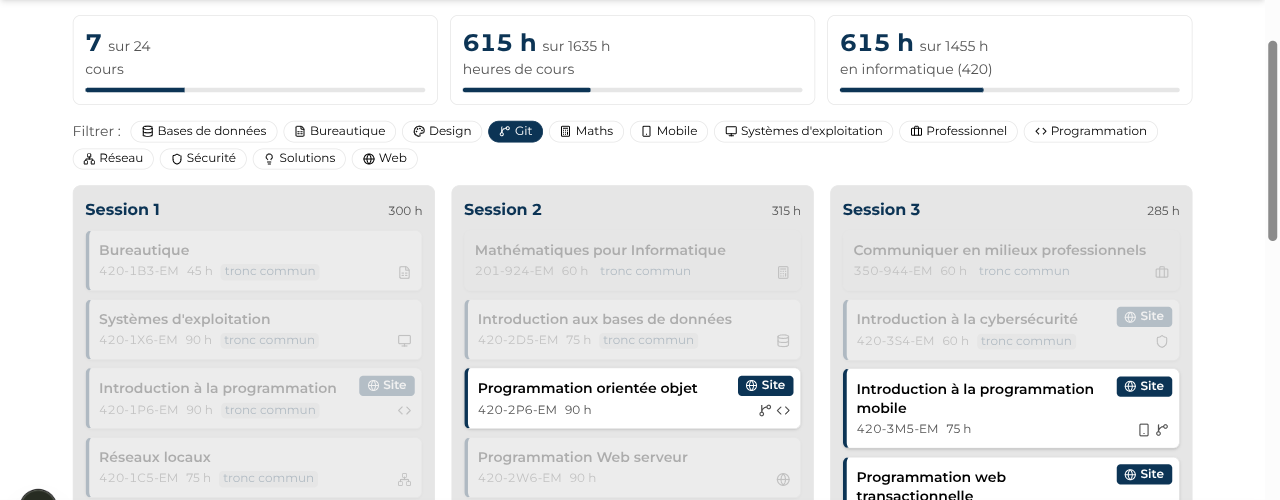 7 sur 24
cours
615 h sur 1635 h
heures de cours
615 h sur 1455 h
en informatique (420)
Filtrer : Bases de données Bureautique Design Git Maths Mobile Systèmes d'exploitation Professionnel Programmation
Réseau Sécurité Solutions Web
Session 1 300 h
Bureautique
420-1B3-EM 45 h tronc commun
Systèmes d'exploitation
420-1X6-EM 90 h tronc commun
Introduction à la programmation Site
420-1P6-EM 90 h tronc commun
Réseaux locaux
420-1C5-EM 75 h tronc commun
Session 2 315 h
Mathématiques pour Informatique
201-924-EM 60 h tronc commun
Introduction aux bases de données
420-2D5-EM 75 h tronc commun
Programmation orientée objet Site
420-2P6-EM 90 h
Programmation Web serveur
420-2W6-EM 90 h
Session 3 285 h
Communiquer en milieux professionnels
350-944-EM 60 h tronc commun
Introduction à la cybersécurité Site
420-3S4-EM 60 h tronc commun
Introduction à la programmation Site
mobile
420-3M5-EM 75 h
Programmation web Site
transactionnelle